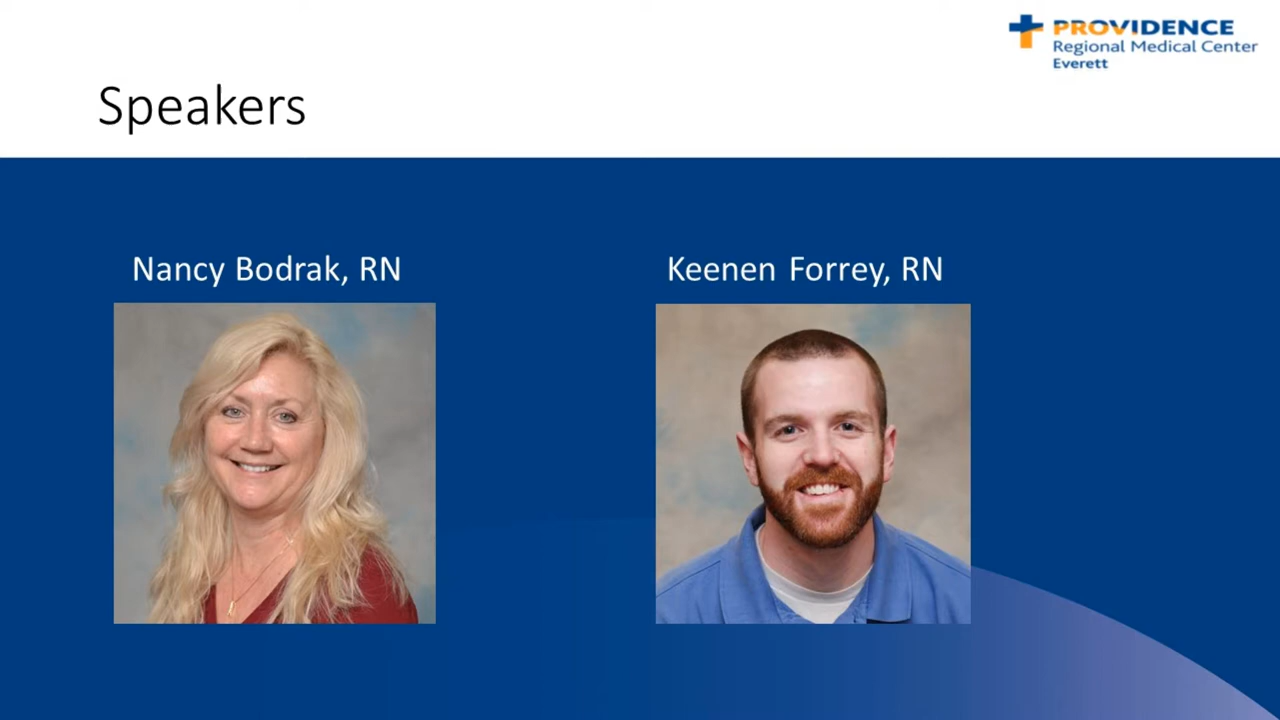 PROVIDENCE
Regional Medical Center
Everett
Speakers
Nancy Bodrak, RN
Keenen Forrey, RN